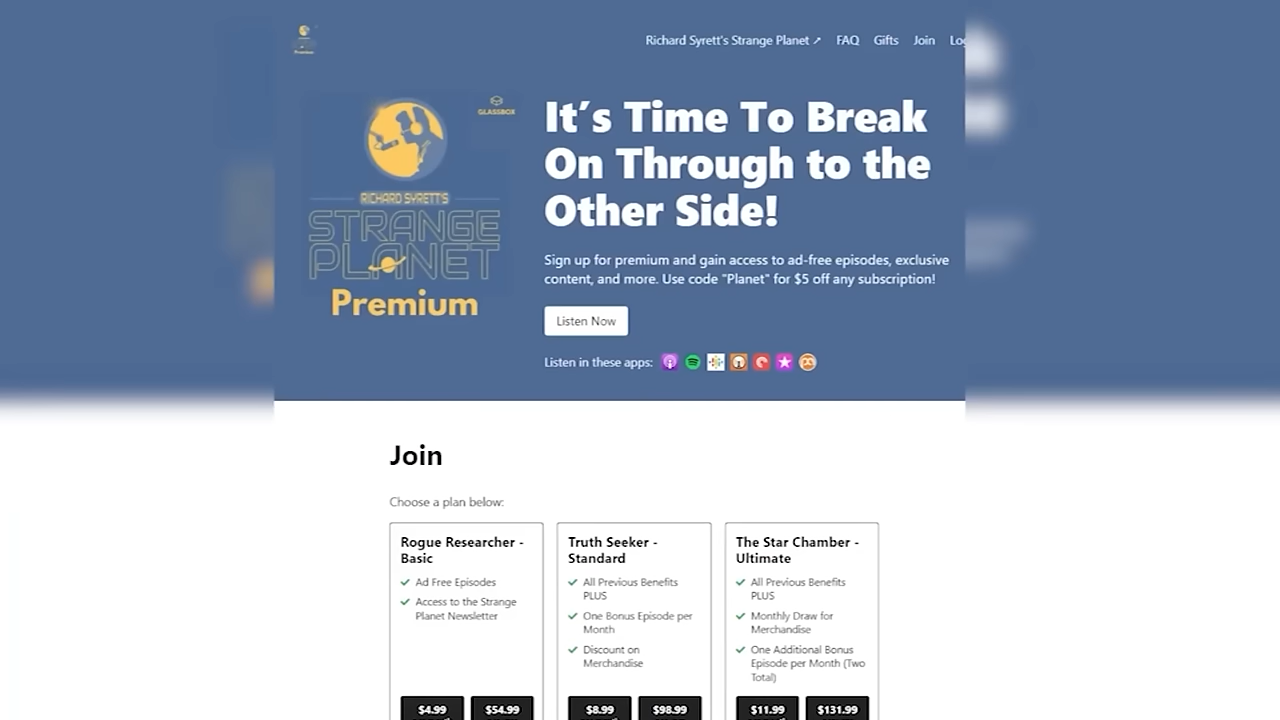 Premium
Richard Syrett's Strange Planet ↗ FAQ Gifts Join
GLASSBOX
RICHARD SYRETT'S
STRANGE
PLANET
Premium
It's Time To Break
On Through to the
Other Side!
Sign up for premium and gain access to ad-free episodes, exclusive
content, and more. Use code "Planet" for $5 off any subscription!
Listen Now
Listen in these apps:
Join
Choose a plan below:
Rogue Researcher -
Basic
Ad Free Episodes
Access to the Strange
Planet Newsletter
$4.99 $54.99
Truth Seeker -
Standard
All Previous Benefits
PLUS
One Bonus Episode per
Month
Discount on
Merchandise
$8.99 $98.99
The Star Chamber -
Ultimate
All Previous Benefits
PLUS
Monthly Draw for
Merchandise
One Additional Bonus
Episode per Month (Two
Total)
$11.99 $131.99